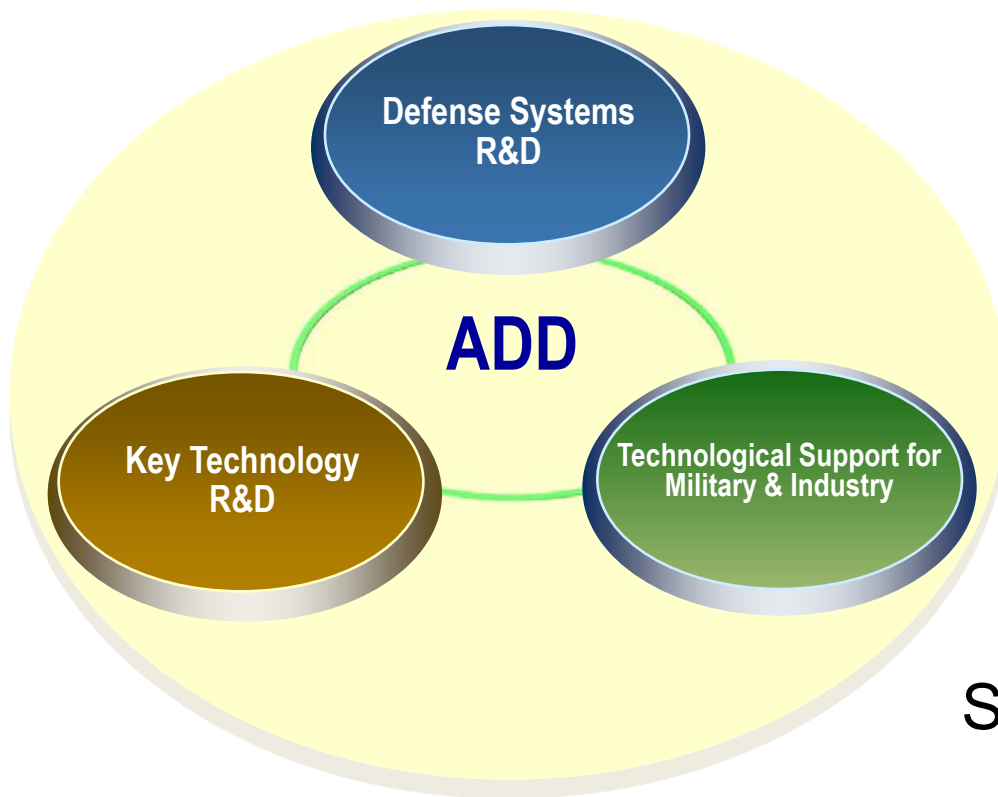 Defense Systems
R&D
ADD
Key Technology
R&D
Technological Support for
Military & Industry
S